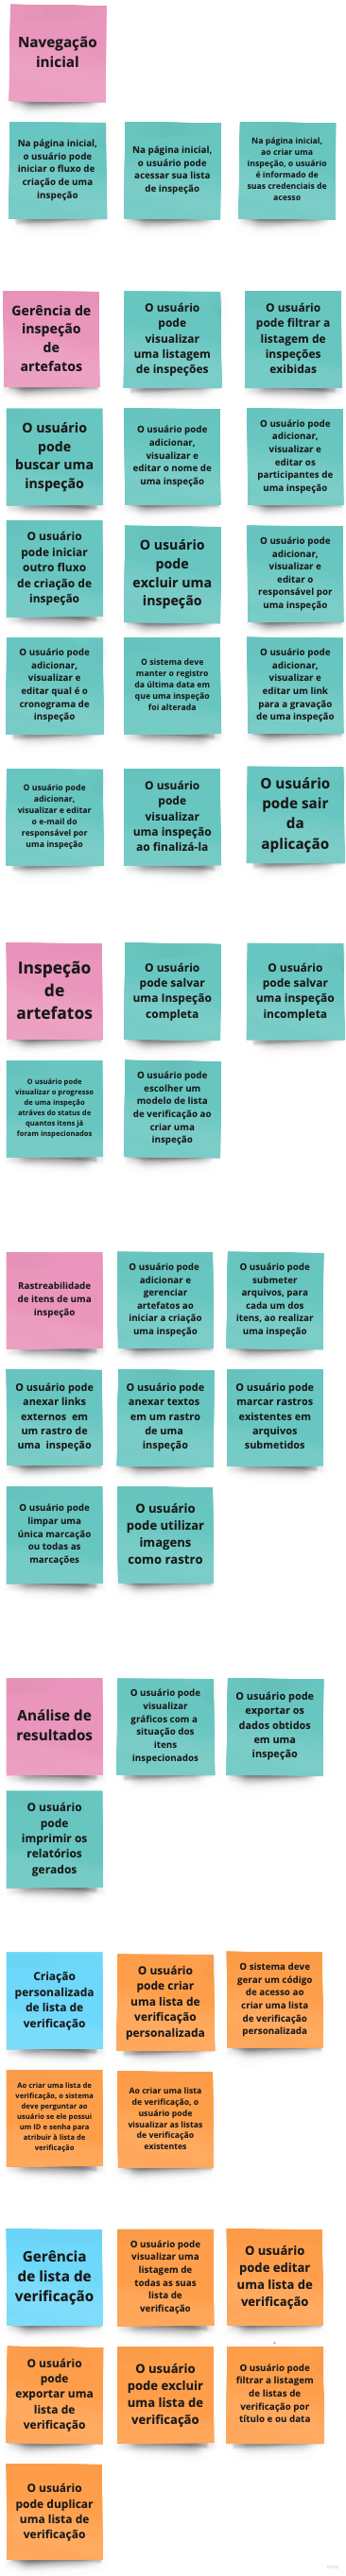 Navegação
inicial
Na página inicial,
o usuário pode
iniciar o fluxo de
criação de uma
inspeção
Na página inicial,
o usuário pode
acessar sua lista
de inspeção
Na página inicial,
ao criar uma
inspeção, o usuário
é informado de
suas credenciais de
acesso
Gerência de
inspeção
de
artefatos
O usuário
pode
visualizar
uma listagem
de inspeções
O usuário
pode filtrar a
listagem de
inspeções
exibidas
O usuário
pode
buscar uma
inspeção
O usuário pode
adicionar,
visualizar e
editar o nome de
uma inspeção
O usuário pode
adicionar,
visualizar e
editar os
participantes de
uma inspeção
O usuário
pode iniciar
outro fluxo
de criação de
inspeção
O usuário
pode
excluir uma
inspeção
O usuário pode
adicionar,
visualizar e
editar o
responsável por
uma inspeção
O usuário pode
adicionar,
visualizar e
editar qual é o
cronograma de
inspeção
O sistema deve
manter o registro
da última data em
que uma inspeção
foi alterada
O usuário pode
adicionar,
visualizar e
editar um link
para a gravação
de uma inspeção
O usuário pode
adicionar,
visualizar e editar
o e-mail do
responsável por
uma inspeção
O usuário
pode
visualizar
uma inspeção
ao finalizá-la
O usuário
pode sair
da
aplicação
Inspeção
de
artefatos
O usuário
pode salvar
uma Inspeção
completa
O usuário
pode salvar
uma inspeção
incompleta
O usuário pode
visualizar o progresso
de uma inspeção
atráves do status de
quantos itens já
foram inspecionados
O usuário pode
escolher um
modelo de lista
de verificação ao
criar uma
inspeção
Rastreabilidade
de itens de uma
inspeção
O usuário pode
adicionar e
gerenciar
artefatos ao
iniciar a criação
uma inspeção
O usuário pode
submeter
arquivos, para
cada um dos
itens, ao realizar
uma inspeção
O usuário pode
anexar links
externos em
um rastro de
uma inspeção
O usuário pode
anexar textos
em um rastro
de uma
inspeção
O usuário pode
marcar rastros
existentes em
arquivos
submetidos
O usuário pode
limpar uma
única marcação
ou todas as
marcações
O usuário
pode utilizar
imagens
como rastro
Análise de
resultados
O usuário pode
visualizar
gráficos com a
situação dos
itens
inspecionados
O usuário pode
exportar os
dados obtidos
em uma
inspeção
O usuário
pode
imprimir os
relatórios
gerados
Criação
personalizada
de lista de
verificação
O usuário
pode criar
uma lista de
verificação
personalizada
O sistema deve
gerar um código
de acesso ao
criar uma lista
de verificação
personalizada
Ao criar uma lista de
verificação, o sistema
deve perguntar ao
usuário se ele possui
um ID e senha para
atribuir à lista de
verificação
Ao criar uma lista
de verificação, o
usuário pode
visualizar as listas
de verificação
existentes
Gerência
de lista de
verificação
O usuário pode
visualizar uma
listagem de
todas as suas
lista de
verificação
O usuário
pode editar
uma lista de
verificação
O usuário
pode
exportar uma
lista de
verificação
O usuário
pode excluir
uma lista de
verificação
O usuário pode
filtrar a listagem
de listas de
verificação por
título e ou data
O usuário
pode duplicar
uma lista de
verificação